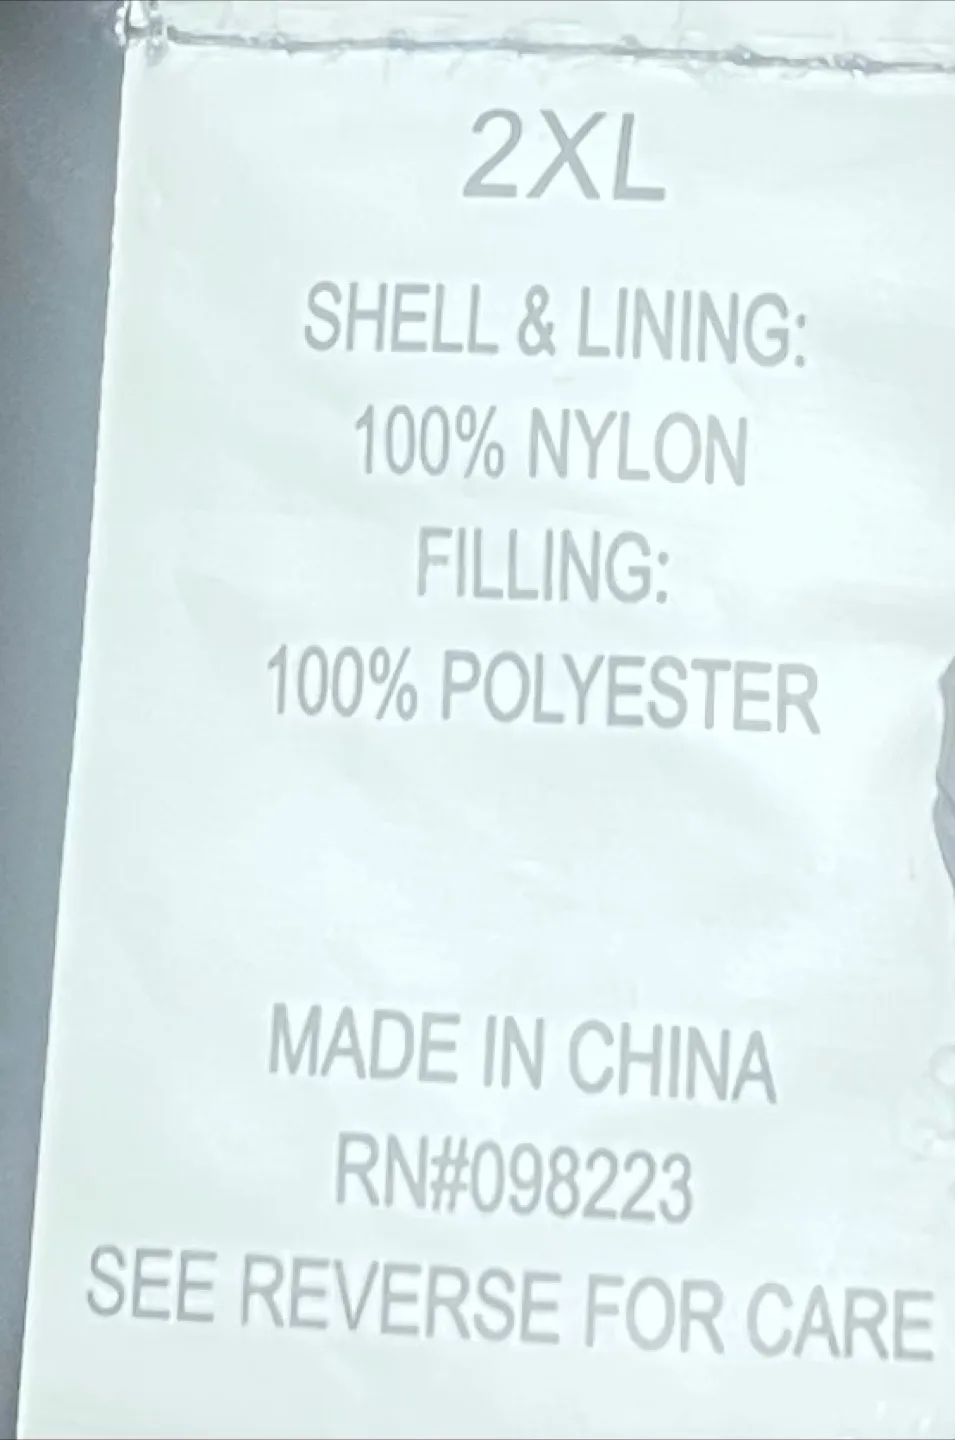 2XL
SHELL & LINING:
100% NYLON
FILLING:
100% POLYESTER
MADE IN CHINA
RN#098223
SEE REVERSE FOR CARE